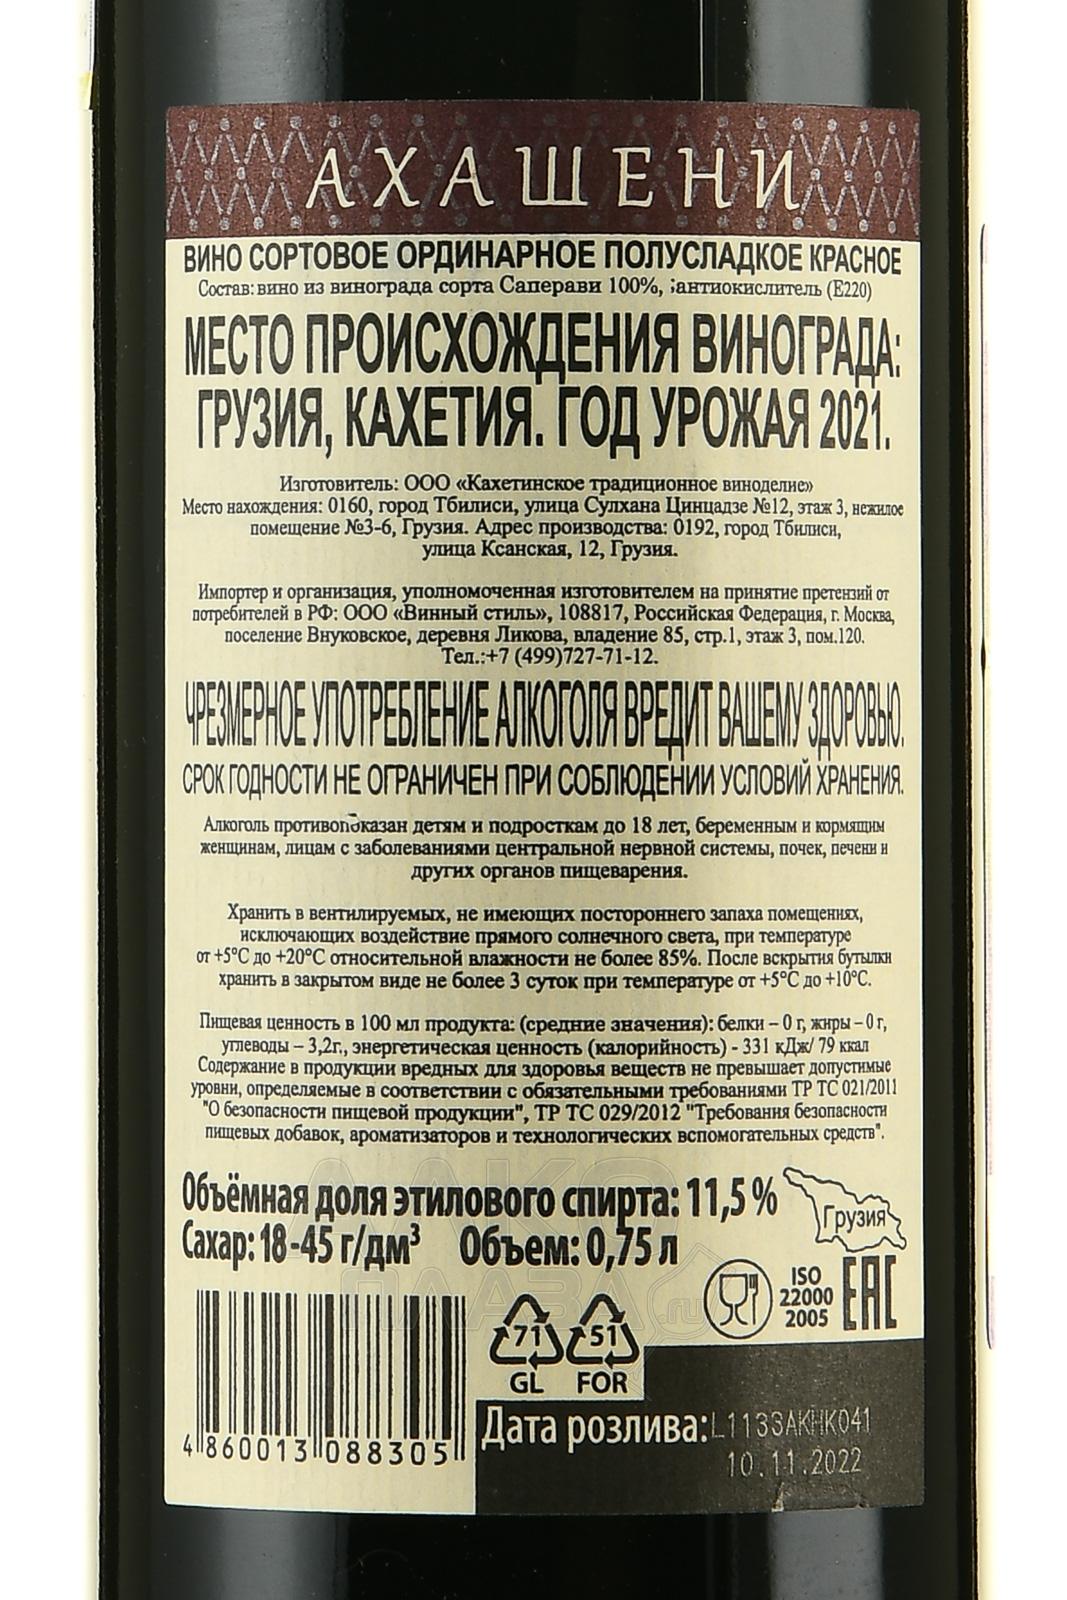 АХАШЕНИ
ВИНО СОРТОВОЕ ОРДИНАРНОЕ ПОЛУСЛАДКОЕ КРАСНОЕ
Состав: вино из винограда сорта Саперави 100%, ;антиокислитель (Е220)
МЕСТО ПРОИСХОЖДЕНИЯ ВИНОГРАДА:
ГРУЗИЯ, КАХЕТИЯ. ГОД УРОЖАЯ 2021.
Изготовитель: ООО «Кахетинское традиционное виноделие»
Место нахождения: 0160, город Тбилиси, улица Сулхана Цинцадзе №12, этаж 3, нежилое
помещение №3-6, Грузия. Адрес производства: 0192, город Тбилиси,
улица Ксанская, 12, Грузия.
Импортер и организация, уполномоченная изготовителем на принятие претензий от
потребителей в РФ: ООО «Винный стиль», 108817, Российская Федерация, г. Москва,
поселение Внуковское, деревня Ликова, владение 85, стр.1, этаж 3, пом.120.
Тел.:+7 (499)727-71-12.
ЧРЕЗМЕРНОЕ УПОТРЕБЛЕНИЕ АЛКОГОЛЯ ВРЕДИТ ВАШЕМУ ЗДОРОВЬЮ.
СРОК ГОДНОСТИ НЕ ОГРАНИЧЕН ПРИ СОБЛЮДЕНИИ УСЛОВИЙ ХРАНЕНИЯ.
Алкоголь противопоказан детям и подросткам до 18 лет, беременным и кормящим
женщинам, лицам с заболеваниями центральной нервной системы, почек, печени и
других органов пищеварения.
Хранить в вентилируемых, не имеющих постороннего запаха помещениях,
исключающих воздействие прямого солнечного света, при температуре
от +5°С до +20°С относительной влажности не более 85%. После вскрытия бутылки
хранить в закрытом виде не более 3 суток при температуре от +5°С до +10°С.
Пищевая ценность в 100 мл продукта: (средние значения): белки – 0 г, жиры – 0 г,
углеводы – 3,2г., энергетическая ценность (калорийность) - 331 кДж/ 79 ккал
Содержание в продукции вредных для здоровья веществ не превышает допустимые
уровни, определяемые в соответствии с обязательными требованиями ТР ТС 021/2011
"О безопасности пищевой продукции", ТР ТС 029/2012 "Требования безопасности
пищевых добавок, ароматизаторов и технологических вспомогательных средств".
Объёмная доля этилового спирта: 11,5 %
Сахар: 18 -45 г/дм³ Объем: 0,75 л
Грузия
ISO
22000
2005
EAC
71
GL
51
FOR
4 860013 088305
Дата розлива: L1133AKHK041
10.11.2022
АЛКО
ПЛАЗА.ru